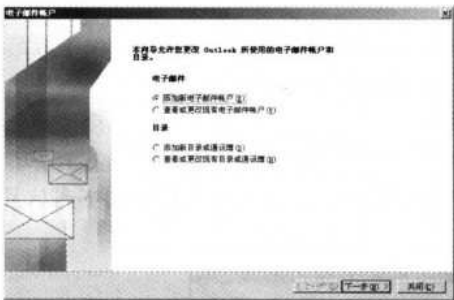 电子邮件帐户
本向导允许您更改 Outlook 所使用的电子邮件帐户和
目录。
电子邮件
添加新电子邮件帐户(E)
查看或更改现有电子邮件帐户(V)
目录
添加新目录或通讯簿(D)
查看或更改现有目录或通讯簿(N)
下一步(N) >
关闭(C)